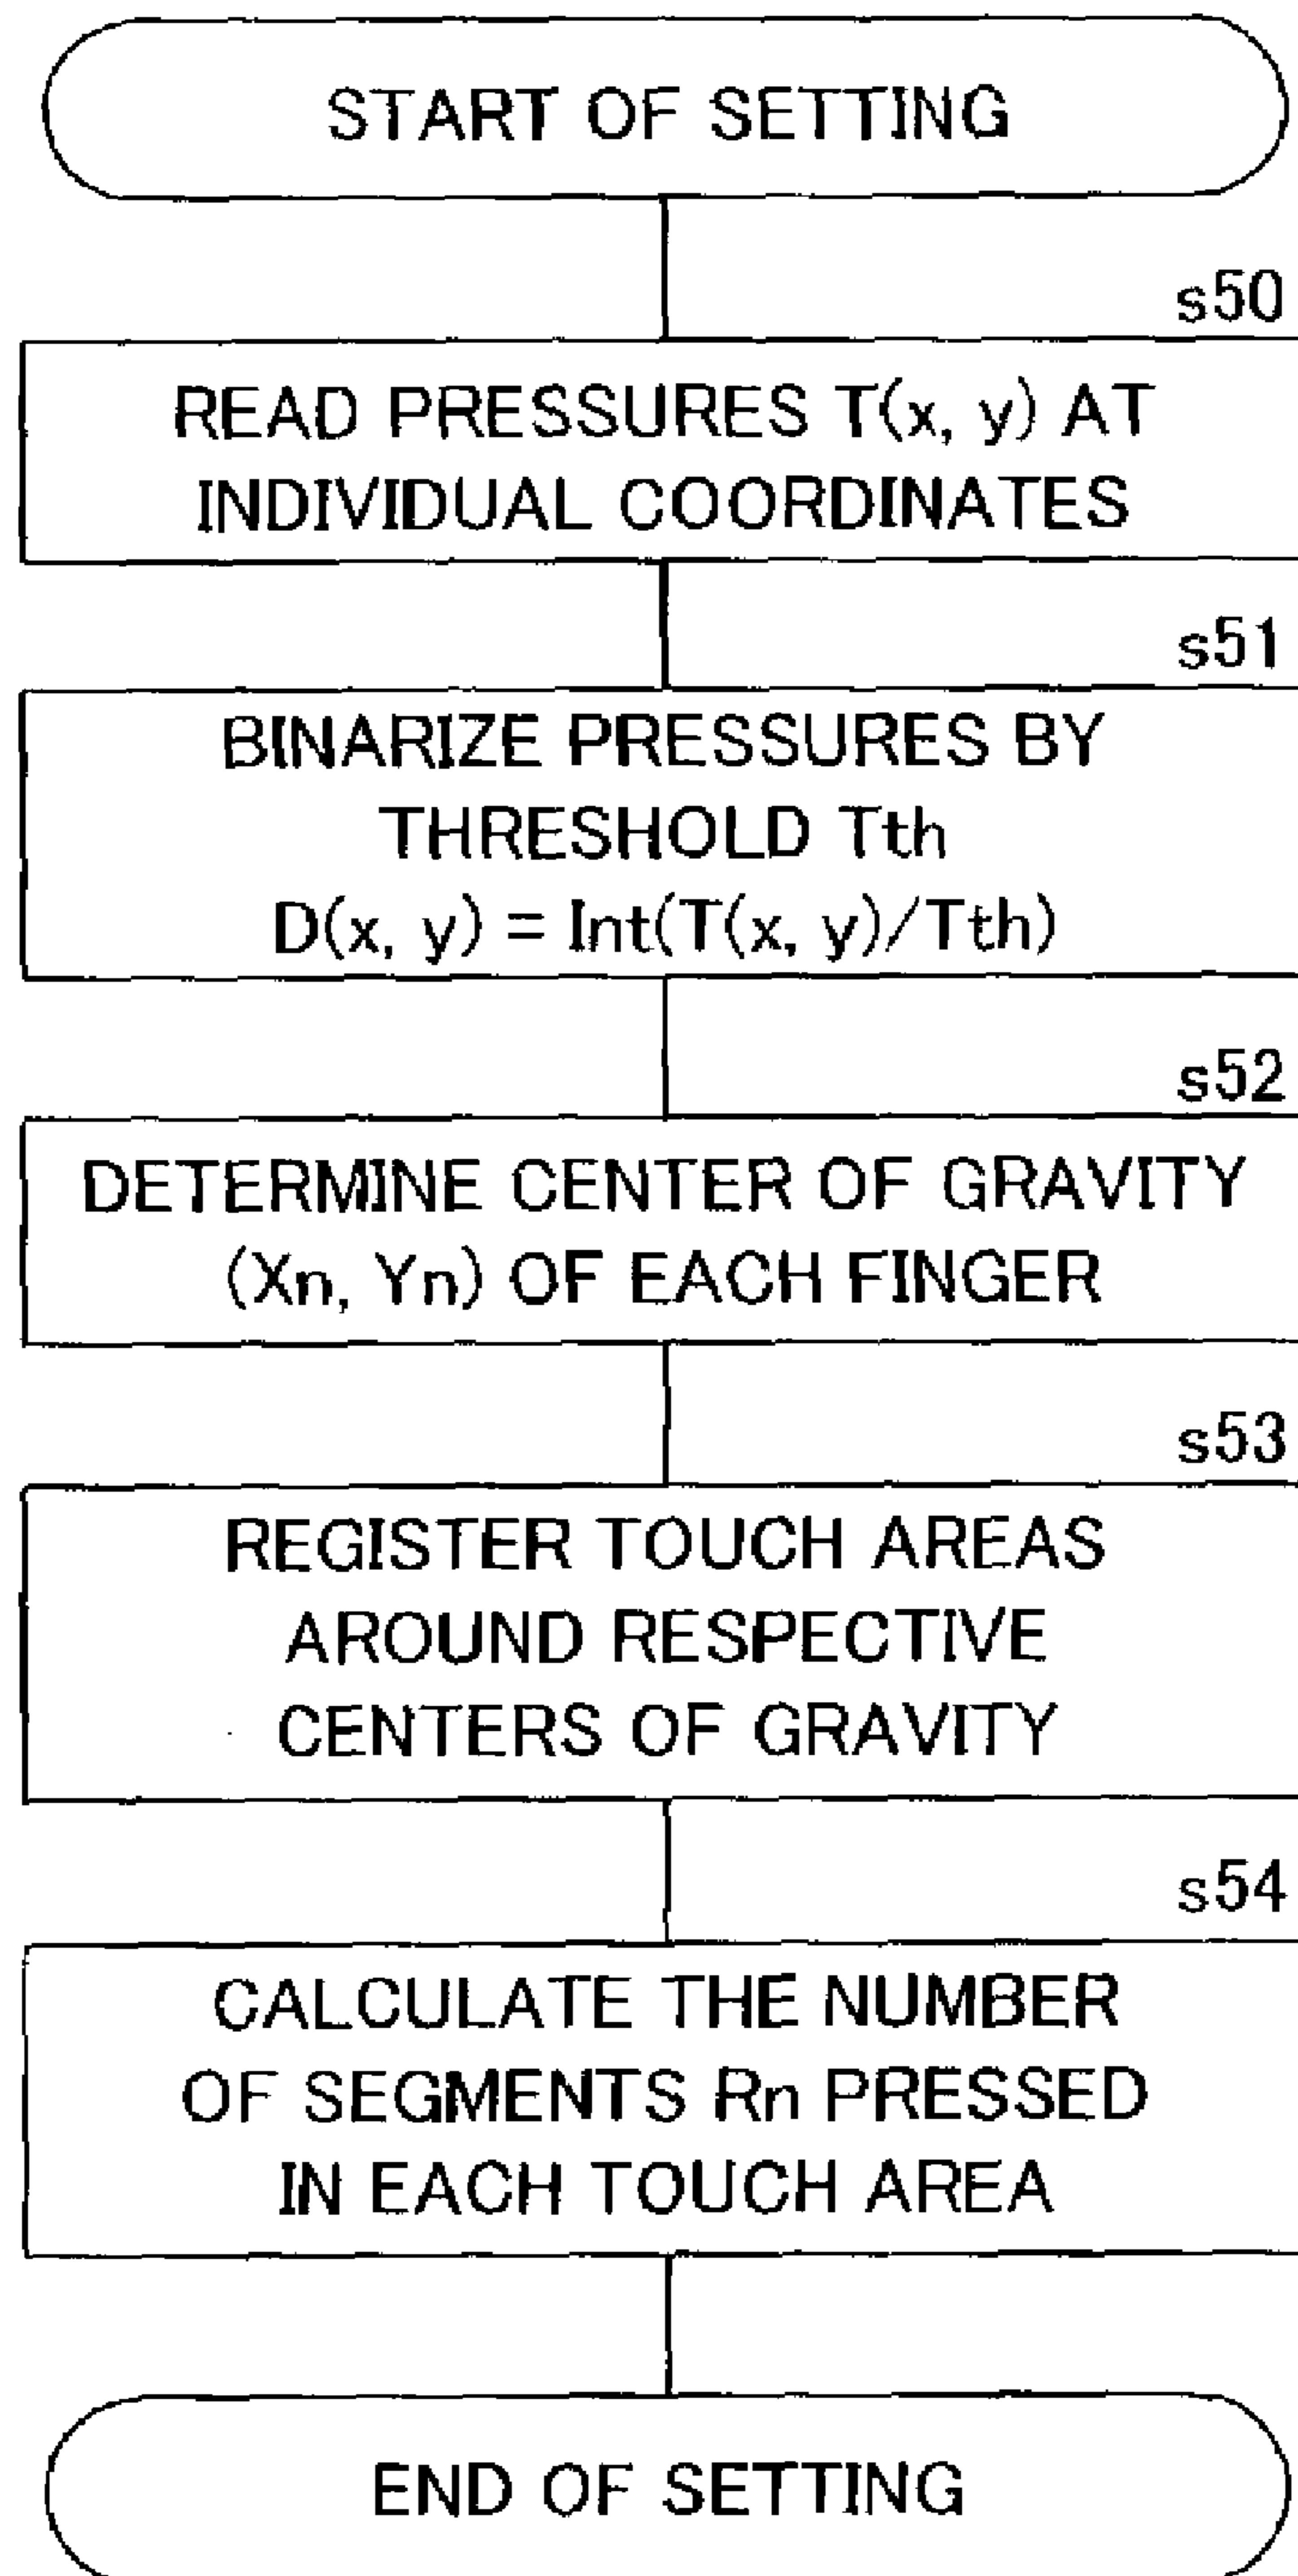 START OF SETTING
s50
READ PRESSURES T(x, y) AT
INDIVIDUAL COORDINATES
s51
BINARIZE PRESSURES BY
THRESHOLD Tth
D(x, y) = Int(T(x, y)/Tth)
s52
DETERMINE CENTER OF GRAVITY
(Xn, Yn) OF EACH FINGER
s53
REGISTER TOUCH AREAS
AROUND RESPECTIVE
CENTERS OF GRAVITY
s54
CALCULATE THE NUMBER
OF SEGMENTS Rn PRESSED
IN EACH TOUCH AREA
END OF SETTING